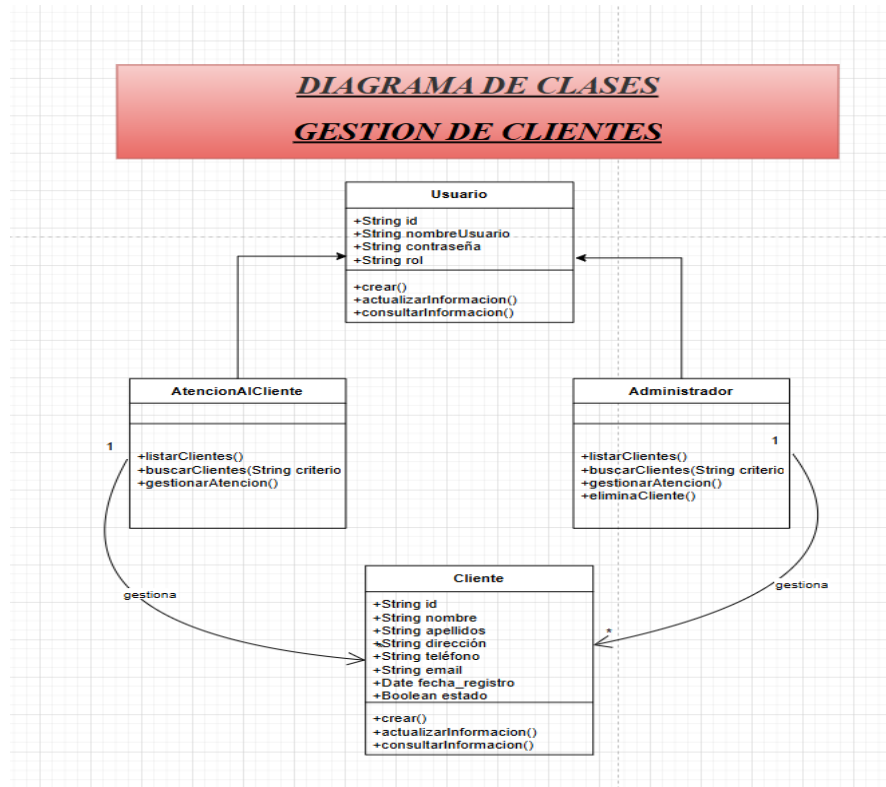 DIAGRAMA DE CLASES
GESTION DE CLIENTES
Usuario
+String id
+String nombreUsuario
+String contraseña
+String rol
+crear()
+actualizarInformacion()
+consultarInformacion()
AtencionAlCliente
1
+listarClientes()
+buscarClientes(String criterio
+gestionarAtencion()
gestiona
Administrador
1
+listarClientes()
+buscarClientes(String criterio
+gestionarAtencion()
+eliminaCliente()
gestiona
*
Cliente
+String id
+String nombre
+String apellidos
+String dirección
+String teléfono
+String email
+Date fecha_registro
+Boolean estado
+crear()
+actualizarInformacion()
+consultarInformacion()